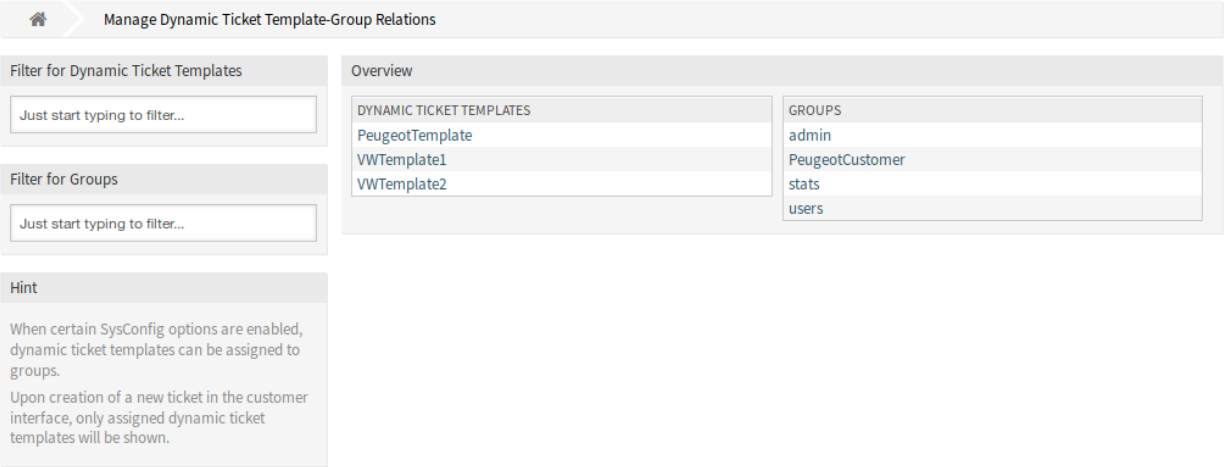 Manage Dynamic Ticket Template-Group Relations
Filter for Dynamic Ticket Templates
Just start typing to filter...
Filter for Groups
Just start typing to filter...
Hint
When certain SysConfig options are enabled,
dynamic ticket templates can be assigned to
groups.
Upon creation of a new ticket in the customer
interface, only assigned dynamic ticket
templates will be shown.
Overview
DYNAMIC TICKET TEMPLATES
PeugeotTemplate
VWTemplate1
VWTemplate2
GROUPS
admin
PeugeotCustomer
stats
users